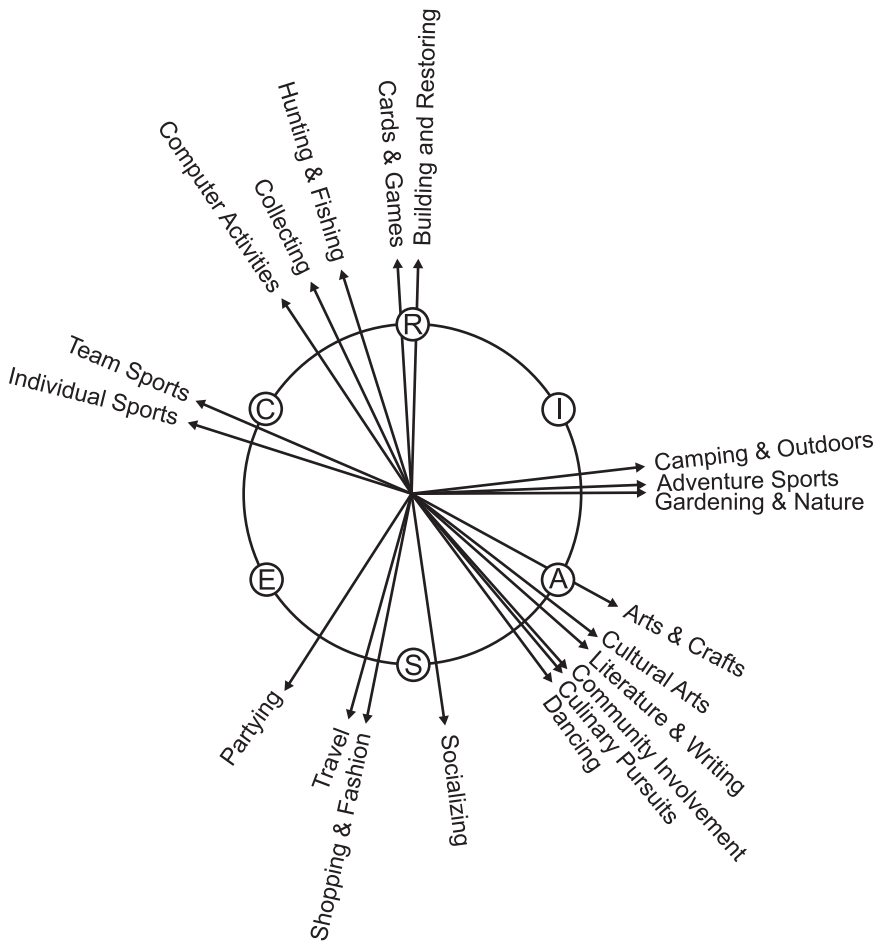 Building and Restoring
Cards & Games
Hunting & Fishing
Collecting
Computer Activities
Team Sports
Individual Sports
R
C
I
Camping & Outdoors
Adventure Sports
Gardening & Nature
E
A
S
Arts & Crafts
Cultural Arts
Literature & Writing
Community Involvement
Culinary Pursuits
Dancing
Partying
Travel
Shopping & Fashion
Socializing